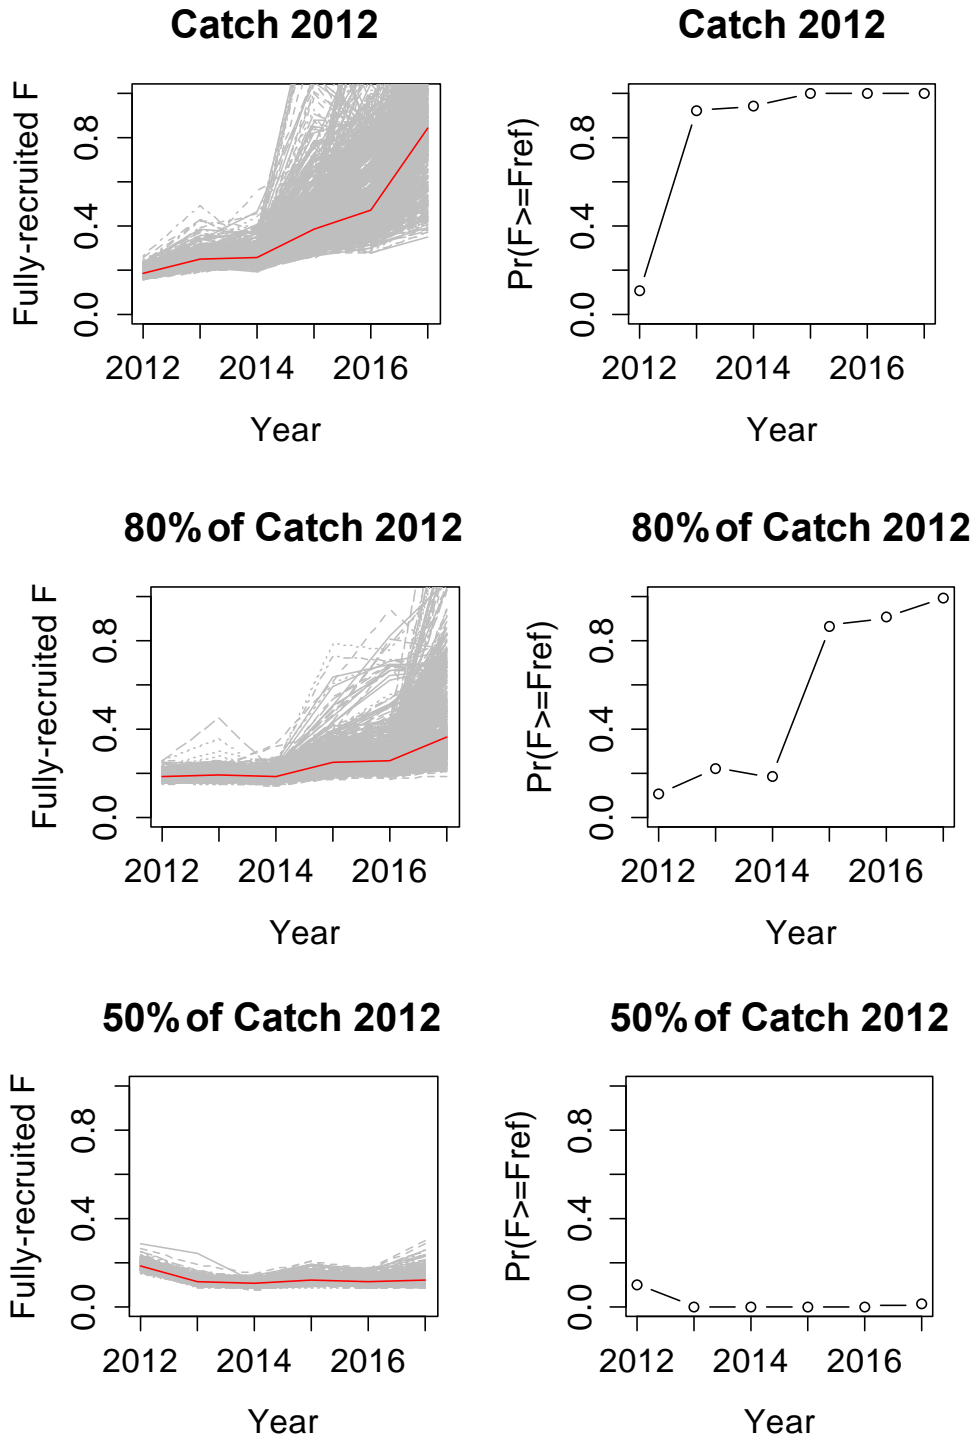 Catch 2012
Catch 2012
Fully-recruited F
0.0 0.4 0.8
2012 2014 2016
Year
Pr(F>=Fref)
0.0 0.4 0.8
2012 2014 2016
Year
80% of Catch 2012
80% of Catch 2012
Fully-recruited F
0.0 0.4 0.8
2012 2014 2016
Year
Pr(F>=Fref)
0.0 0.4 0.8
2012 2014 2016
Year
50% of Catch 2012
50% of Catch 2012
Fully-recruited F
0.0 0.4 0.8
2012 2014 2016
Year
Pr(F>=Fref)
0.0 0.4 0.8
2012 2014 2016
Year